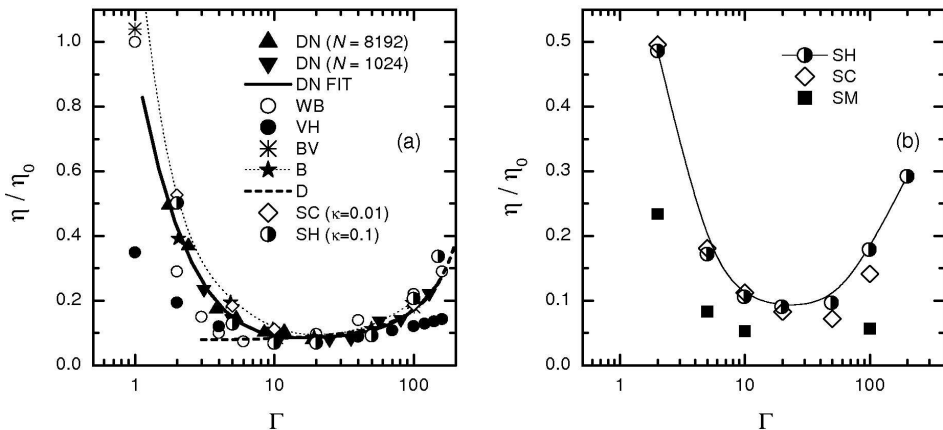 1.0
0.8
0.6
0.4
0.2
0.0
η / η₀
1
10
100
Γ
DN (N = 8192)
DN (N = 1024)
DN FIT
WB
VH
BV
B
D
SC (κ=0.01)
SH (κ=0.1)
(a)
0.5
0.4
0.3
0.2
0.1
0.0
η / η₀
1
10
100
Γ
SH
SC
SM
(b)